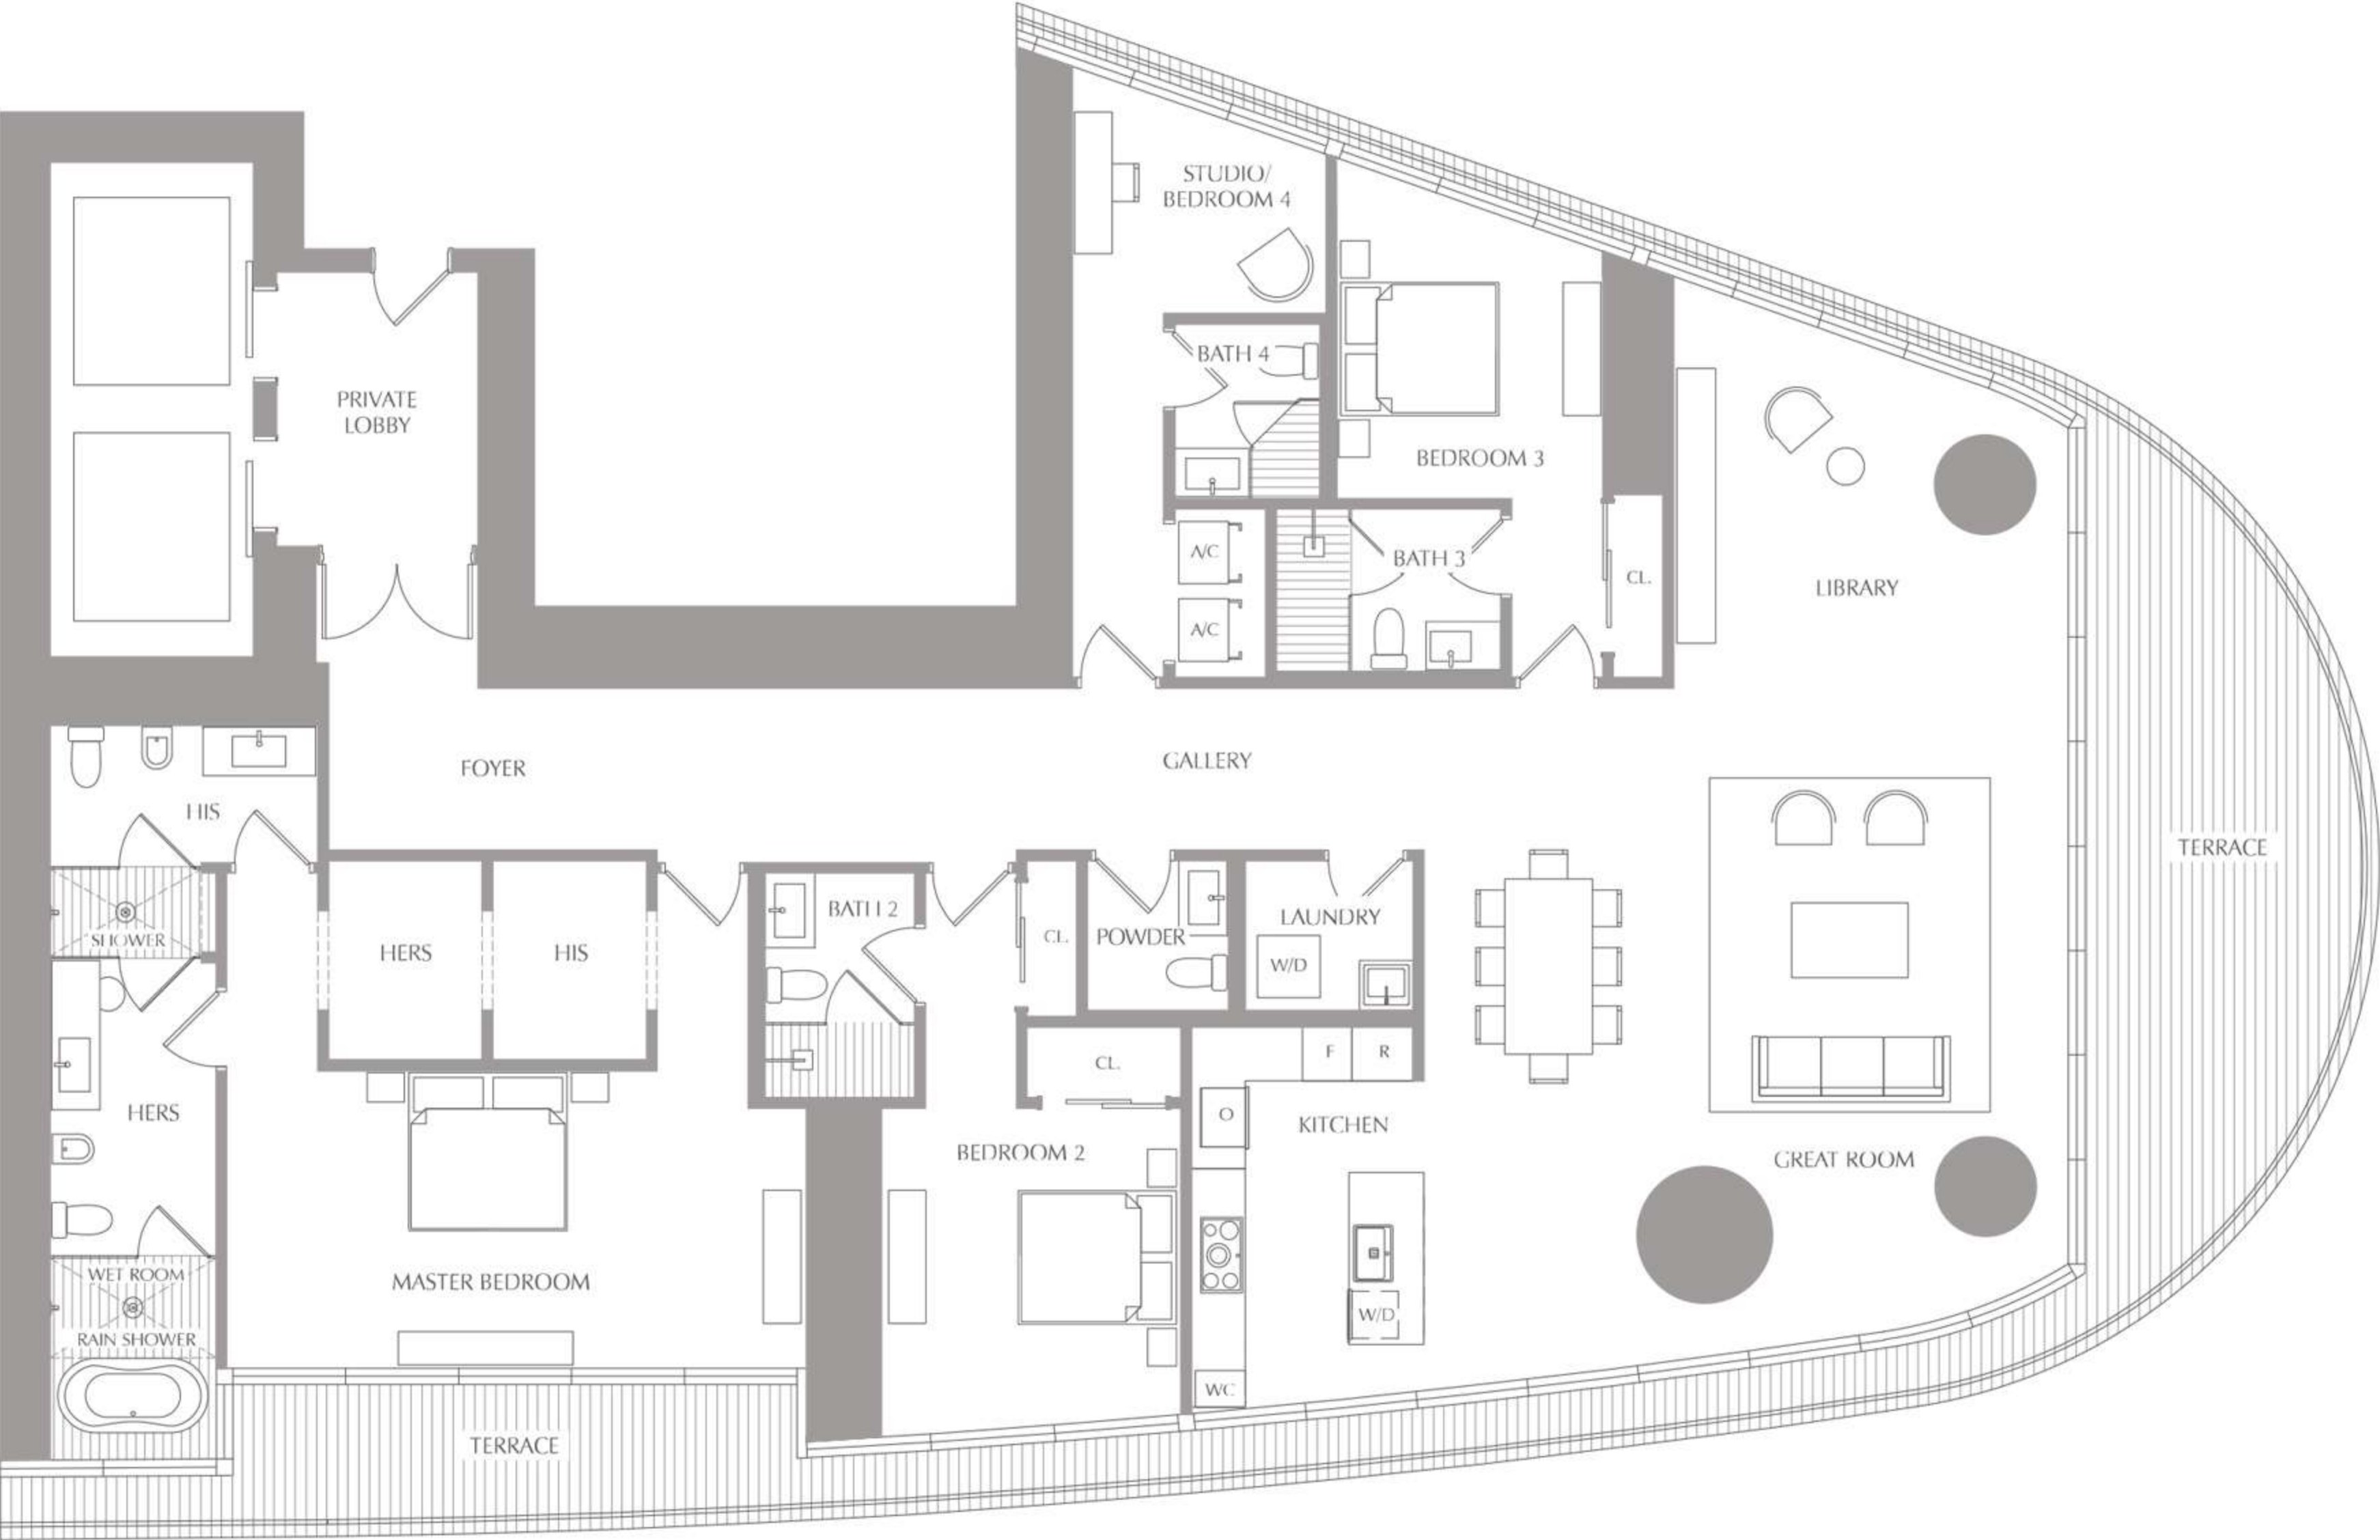 STUDIO/
BEDROOM 4
BATH 4
PRIVATE
LOBBY
BEDROOM 3
A/C
A/C
BATH 3
CL.
LIBRARY
FOYER
GALLERY
HIS
SHOWER
HERS
HIS
BATH 2
CL.
POWDER
LAUNDRY
W/D
TERRACE
HERS
CL.
F
R
O
KITCHEN
BEDROOM 2
GREAT ROOM
WET ROOM
RAIN SHOWER
MASTER BEDROOM
W/D
WC
TERRACE